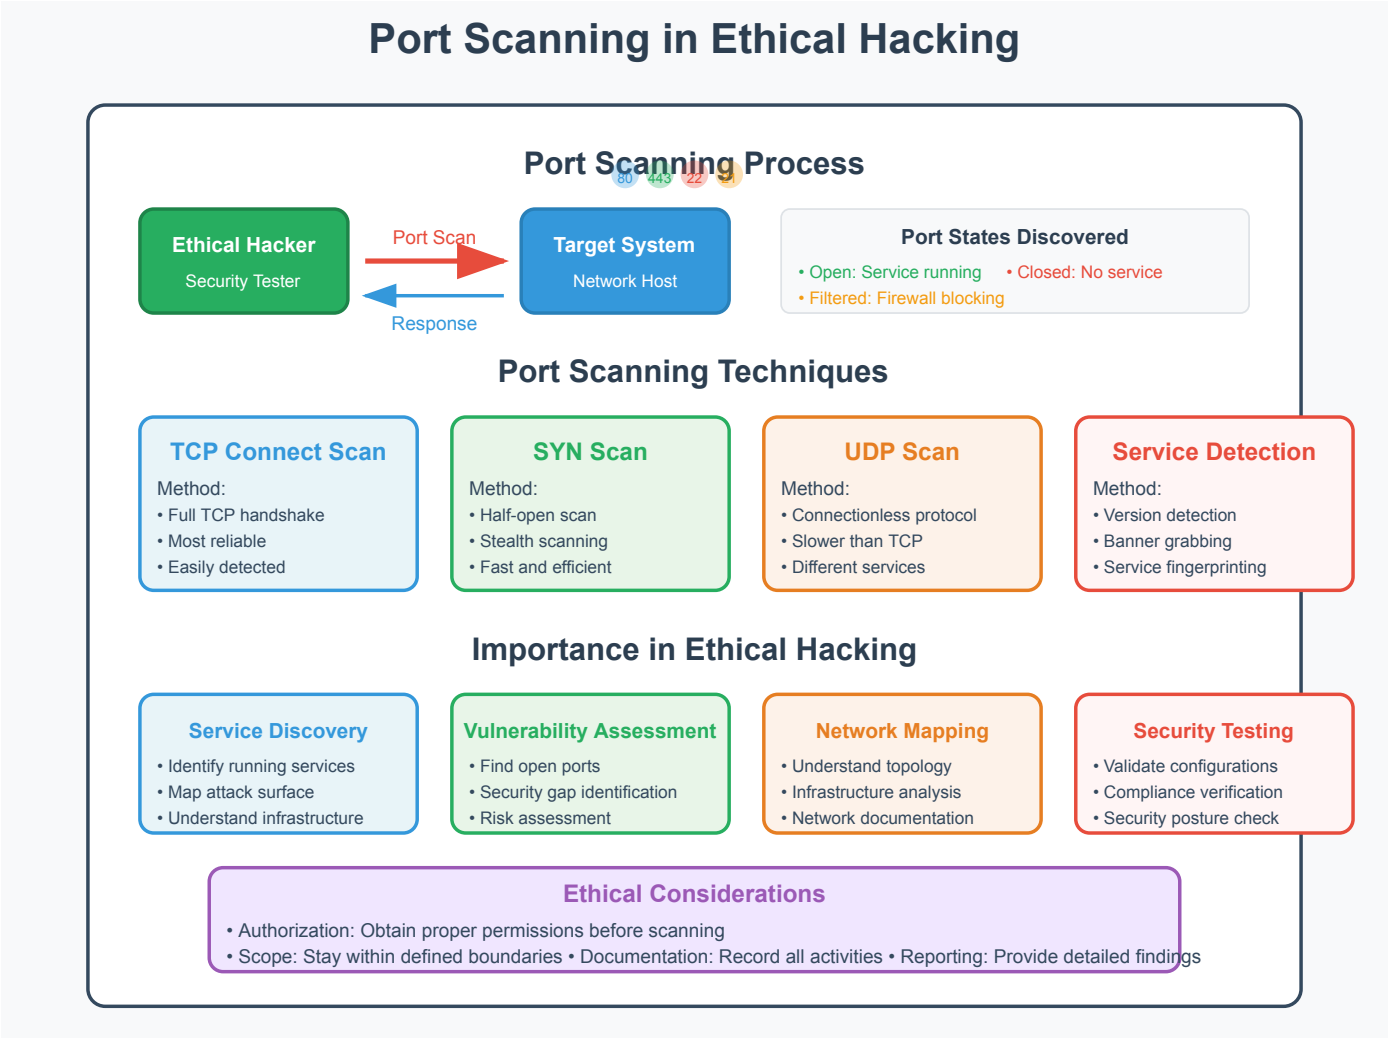 Port Scanning in Ethical Hacking
Port Scanning Process
80 443 22 21
Ethical Hacker
Security Tester
Port Scan
Response
Target System
Network Host
Port States Discovered
• Open: Service running • Closed: No service
• Filtered: Firewall blocking
Port Scanning Techniques
TCP Connect Scan
Method:
• Full TCP handshake
• Most reliable
• Easily detected
SYN Scan
Method:
• Half-open scan
• Stealth scanning
• Fast and efficient
UDP Scan
Method:
• Connectionless protocol
• Slower than TCP
• Different services
Service Detection
Method:
• Version detection
• Banner grabbing
• Service fingerprinting
Importance in Ethical Hacking
Service Discovery
• Identify running services
• Map attack surface
• Understand infrastructure
Vulnerability Assessment
• Find open ports
• Security gap identification
• Risk assessment
Network Mapping
• Understand topology
• Infrastructure analysis
• Network documentation
Security Testing
• Validate configurations
• Compliance verification
• Security posture check
Ethical Considerations
• Authorization: Obtain proper permissions before scanning
• Scope: Stay within defined boundaries • Documentation: Record all activities • Reporting: Provide detailed findings